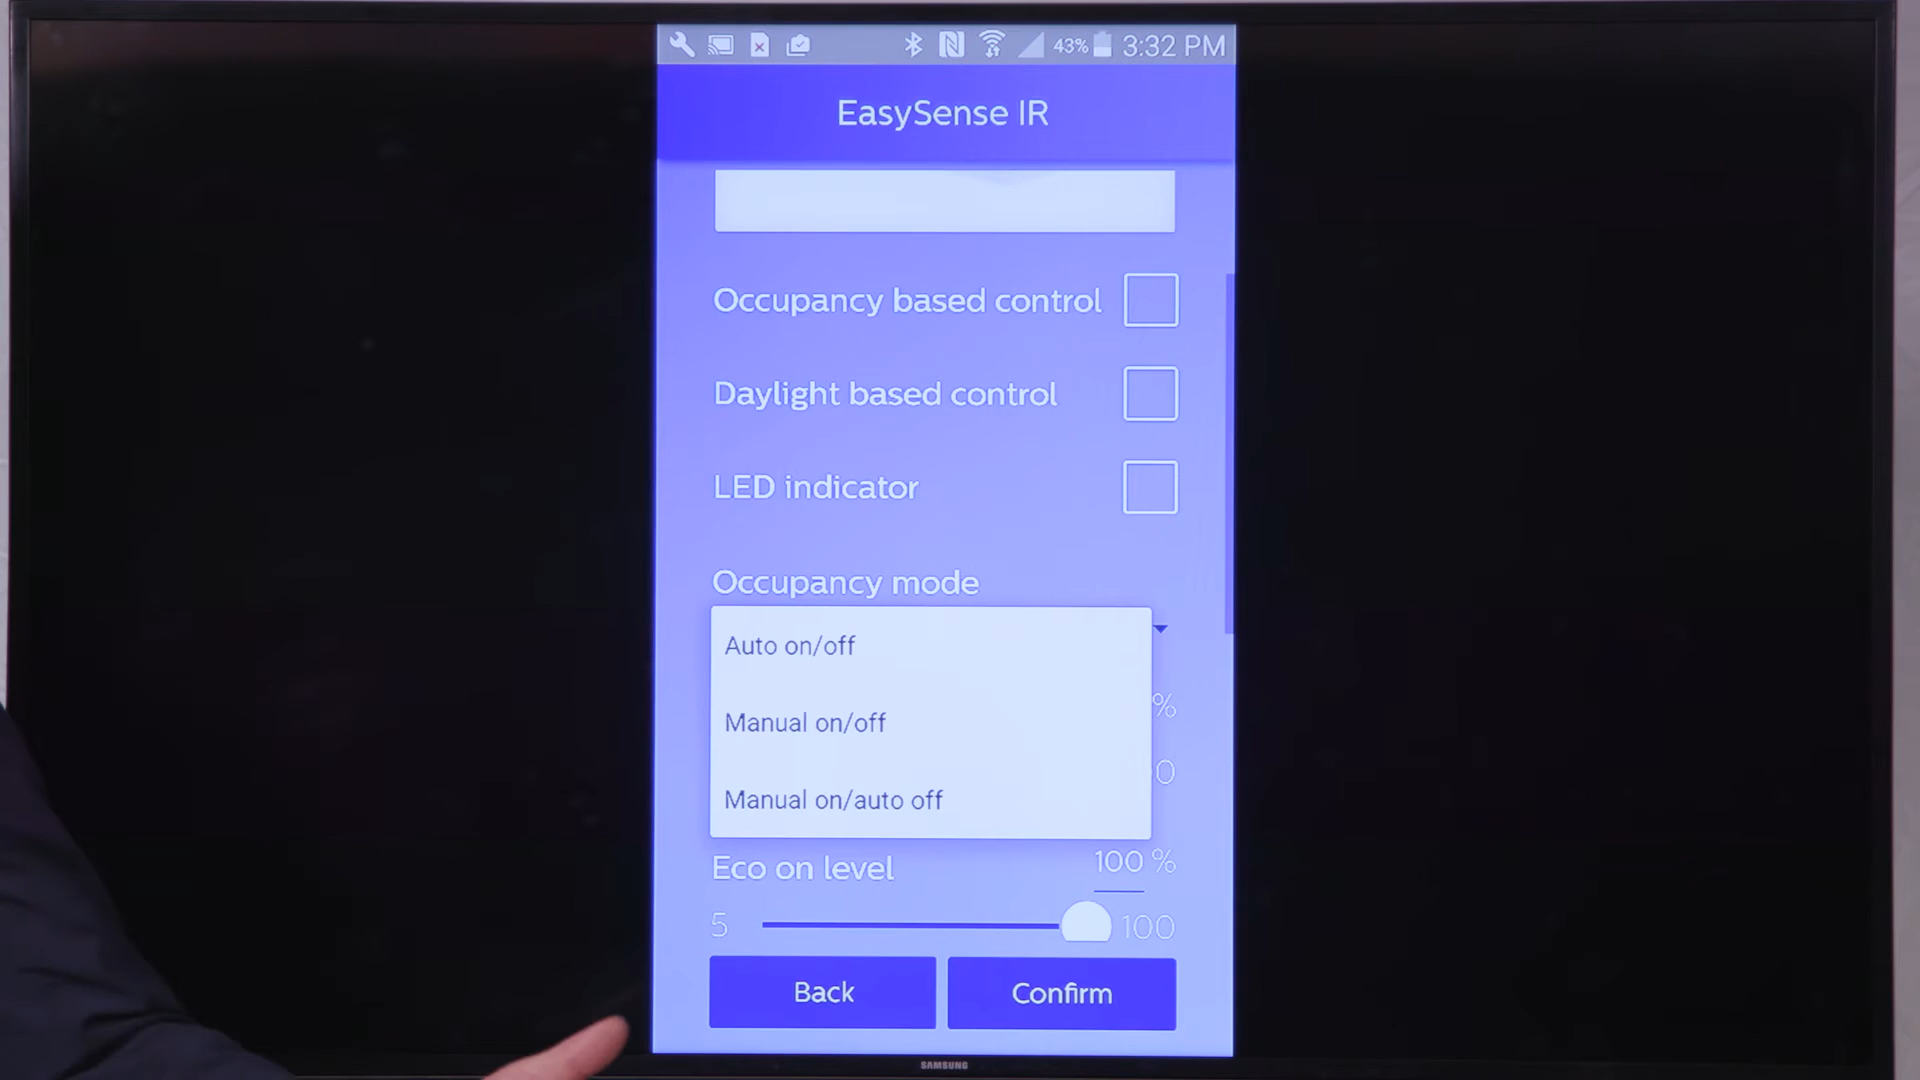 43% 3:32 PM
EasySense IR
Occupancy based control
Daylight based control
LED indicator
Occupancy mode
Auto on/off
%
Manual on/off
0
Manual on/auto off
Eco on level 100 %
5 100
Back Confirm
SAMSUNG